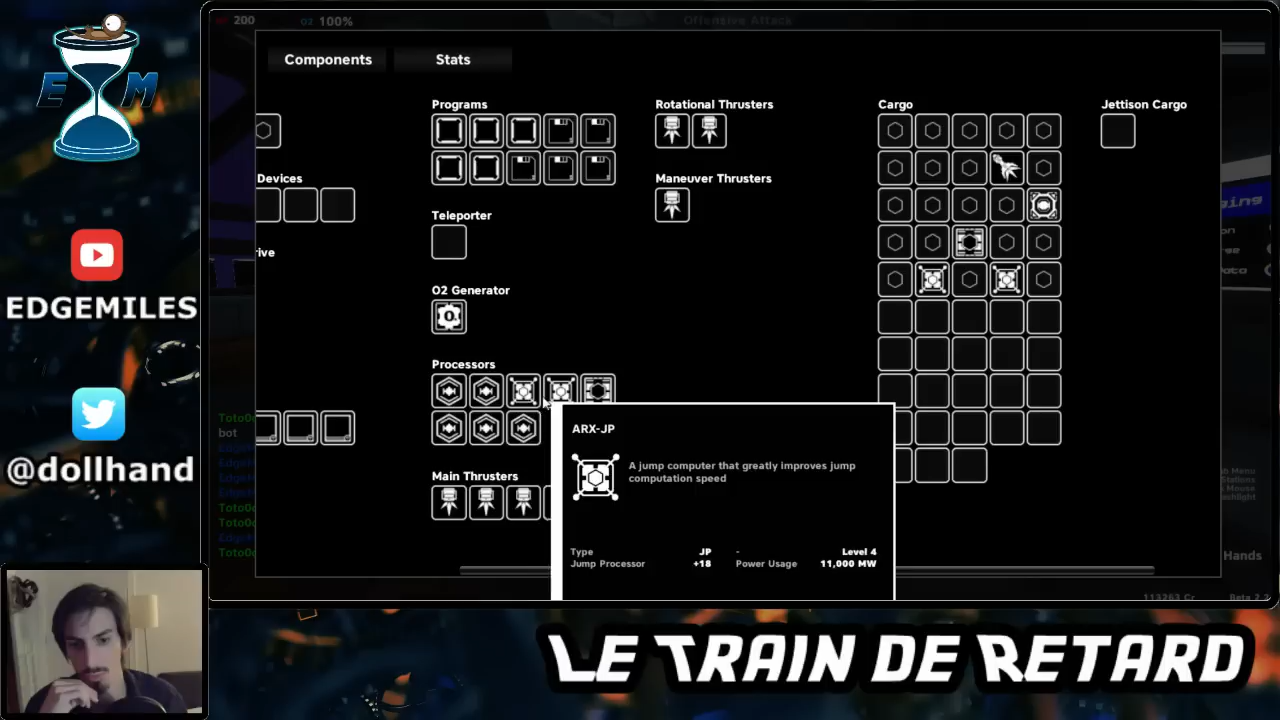 200
O2 100%
Offensive Attack
Components
Stats
E M
EDGEMILES
@dollhand
Devices
rive
Programs
Teleporter
O2 Generator
Processors
Main Thrusters
Rotational Thrusters
Maneuver Thrusters
Cargo
Jettison Cargo
ARX-JP
A jump computer that greatly improves jump
computation speed
Type JP - Level 4
Jump Processor +18 Power Usage 11,000 MW
bot
Hands
113263 Cr
LE TRAIN DE RETARD